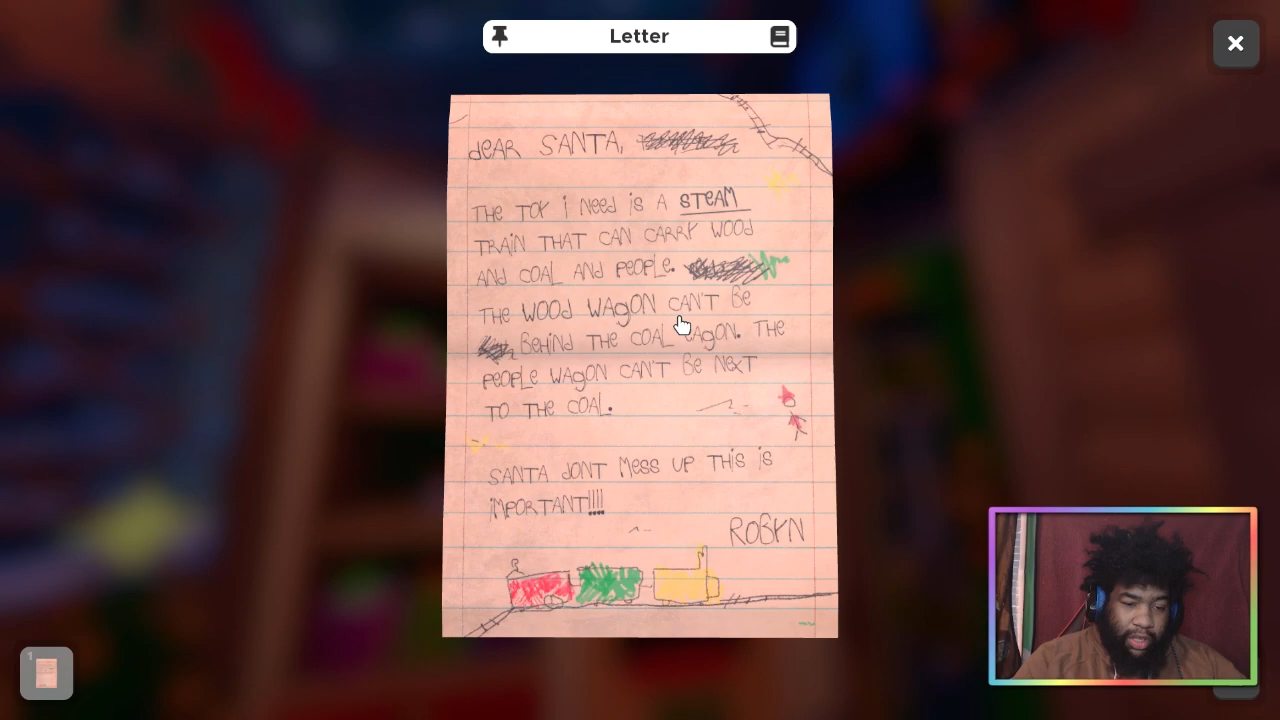 Letter
dEAR SANTA,
THE TOY i NEEd iS A STEAM
TRAiN THAT CAN CARRY WOOd
ANd COAL ANd PEOPLE.
THE WOOd WAgON CAN'T BE
BEHiNd THE COAL WAgON. THE
PEOPLE WAgON CAN'T BE NEXT
TO THE COAL.
SANTA dONT MESS UP THiS iS
iMPORTANT!!!!
ROBYN
1